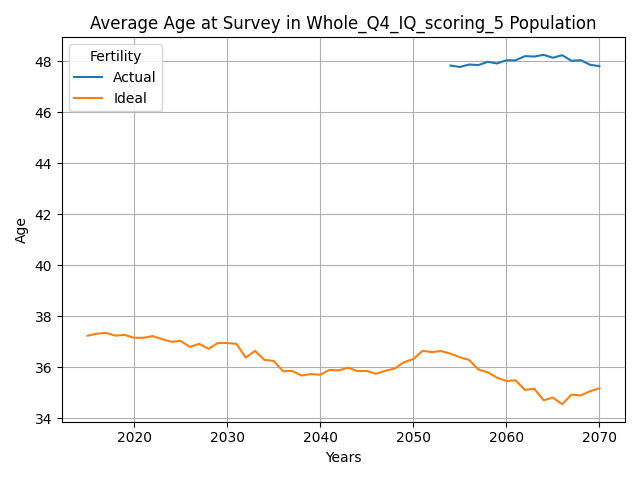 Average Age at Survey in Whole_Q4_IQ_scoring_5 Population
Fertility
Actual
Ideal
48
46
44
42
40
38
36
34
Age
2020
2030
2040
2050
2060
2070
Years